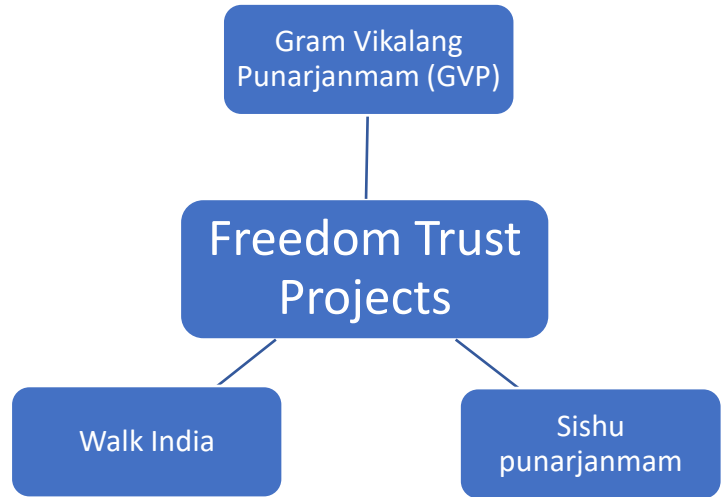 Gram Vikalang
Punarjanmam (GVP)
Freedom Trust
Projects
Walk India
Sishu
punarjanmam